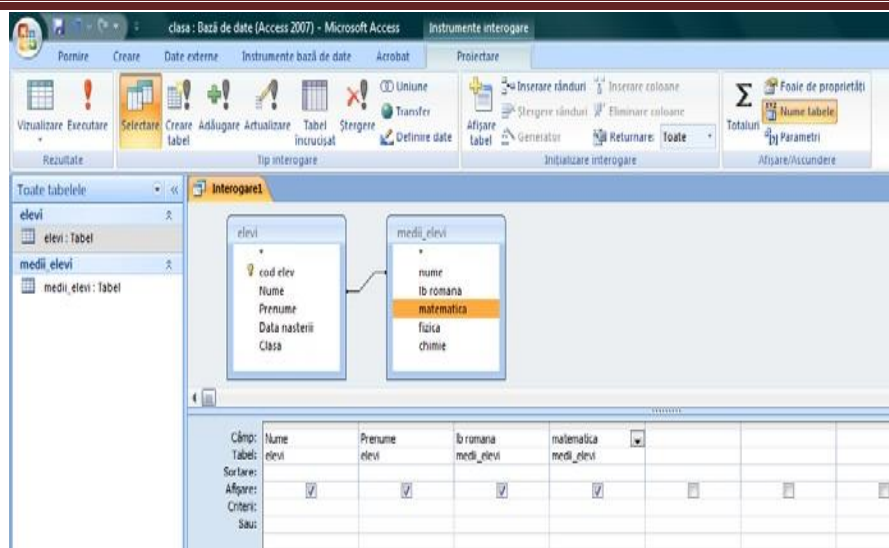 clasa : Bază de date (Access 2007) - Microsoft Access Instrumente interogare
Pornire Creare Date externe Instrumente bază de date Acrobat Proiectare
Vizualizare Executare Selectare Creare tabel Adăugare Actualizare Tabel încrucişat Ştergere
Uniune
Transfer
Definire date
Afişare tabel
Inserare rânduri Inserare coloane
Ştergere rânduri Eliminare coloane
Generator Returnare: Toate
Totaluri
Foaie de proprietăţi
Nume tabele
Parametri
Rezultate Tip interogare Initializare interogare Afişare/Ascundere
Toate tabelele
elevi
elevi : Tabel
medii_elevi
medii_elevi : Tabel
Interogare1
elevi
*
cod elev
Nume
Prenume
Data nasterii
Clasa
medii_elevi
*
nume
lb romana
matematica
fizica
chimie
Câmp: Nume Prenume lb romana matematica
Tabel: elevi elevi medii_elevi medii_elevi
Sortare:
Afişare:
Criterii:
Sau: